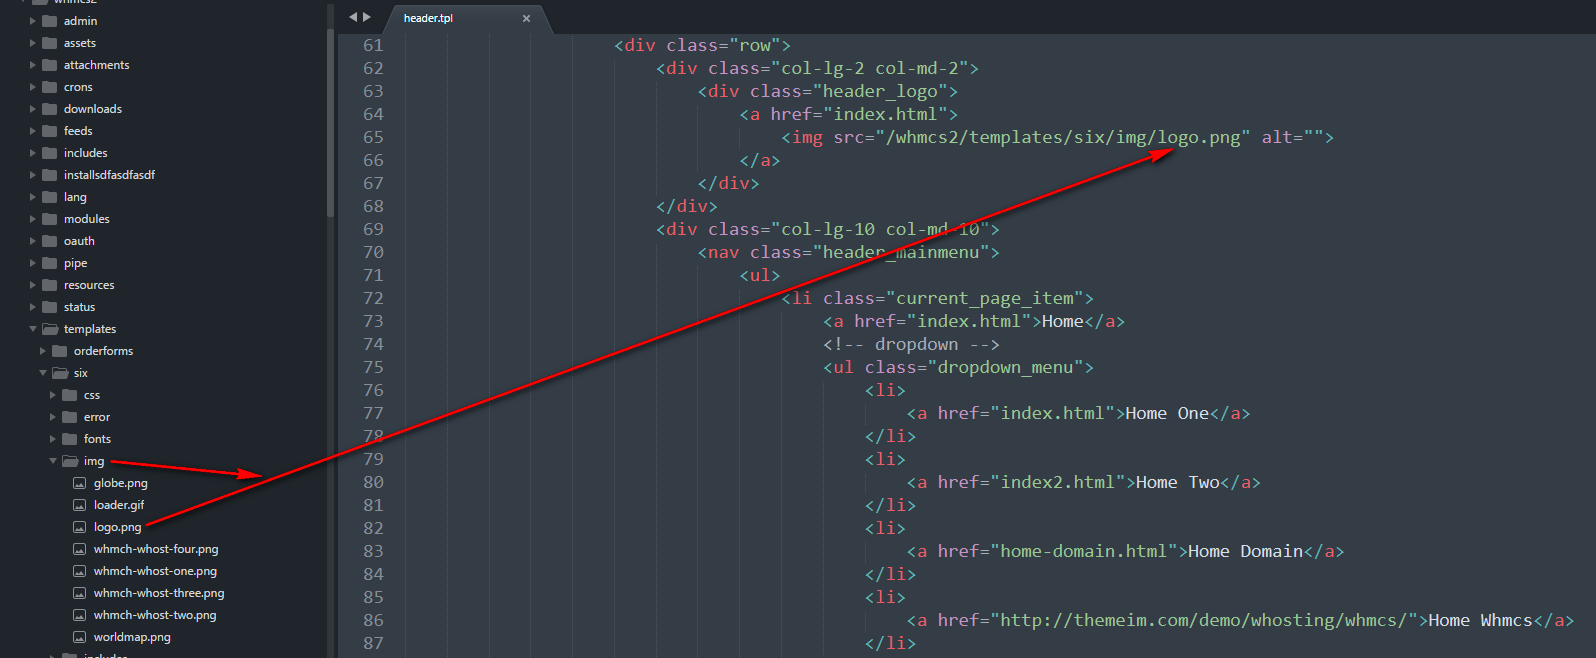 whmcs2
admin
assets
attachments
crons
downloads
feeds
includes
installsdfasdfasdf
lang
modules
oauth
pipe
resources
status
templates
orderforms
six
css
error
fonts
img
globe.png
loader.gif
logo.png
whmch-whost-four.png
whmch-whost-one.png
whmch-whost-three.png
whmch-whost-two.png
worldmap.png
includes
header.tpl ×
61 <div class="row">
62 <div class="col-lg-2 col-md-2">
63 <div class="header_logo">
64 <a href="index.html">
65 <img src="/whmcs2/templates/six/img/logo.png" alt="">
66 </a>
67 </div>
68 </div>
69 <div class="col-lg-10 col-md-10">
70 <nav class="header_mainmenu">
71 <ul>
72 <li class="current_page_item">
73 <a href="index.html">Home</a>
74 <!-- dropdown -->
75 <ul class="dropdown_menu">
76 <li>
77 <a href="index.html">Home One</a>
78 </li>
79 <li>
80 <a href="index2.html">Home Two</a>
81 </li>
82 <li>
83 <a href="home-domain.html">Home Domain</a>
84 </li>
85 <li>
86 <a href="http://themeim.com/demo/whosting/whmcs/">Home Whmcs</a>
87 </li>